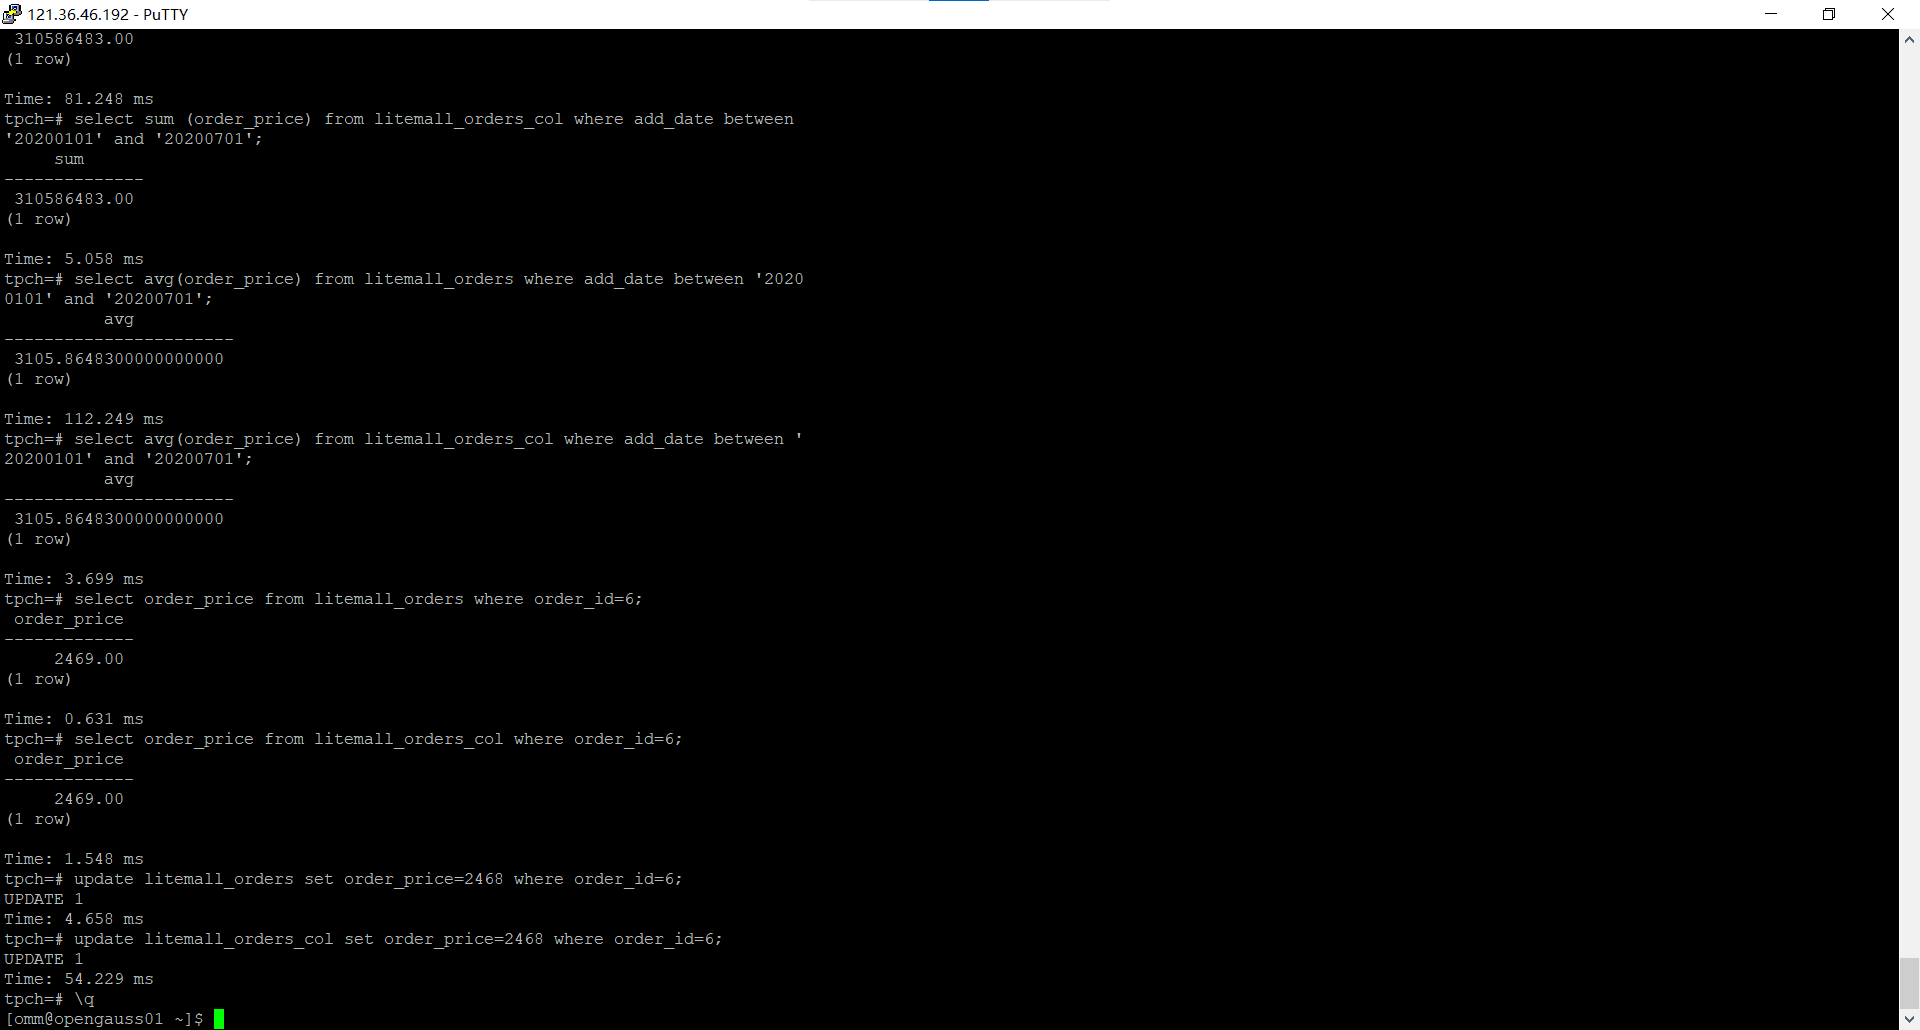 121.36.46.192 - PuTTY
310586483.00
(1 row)
Time: 81.248 ms
tpch=# select sum (order_price) from litemall_orders_col where add_date between
'20200101' and '20200701';
sum
--------------
310586483.00
(1 row)
Time: 5.058 ms
tpch=# select avg(order_price) from litemall_orders where add_date between '2020
0101' and '20200701';
avg
-----------------------
3105.8648300000000000
(1 row)
Time: 112.249 ms
tpch=# select avg(order_price) from litemall_orders_col where add_date between '
20200101' and '20200701';
avg
-----------------------
3105.8648300000000000
(1 row)
Time: 3.699 ms
tpch=# select order_price from litemall_orders where order_id=6;
order_price
-------------
2469.00
(1 row)
Time: 0.631 ms
tpch=# select order_price from litemall_orders_col where order_id=6;
order_price
-------------
2469.00
(1 row)
Time: 1.548 ms
tpch=# update litemall_orders set order_price=2468 where order_id=6;
UPDATE 1
Time: 4.658 ms
tpch=# update litemall_orders_col set order_price=2468 where order_id=6;
UPDATE 1
Time: 54.229 ms
tpch=# \q
[omm@opengauss01 ~]$